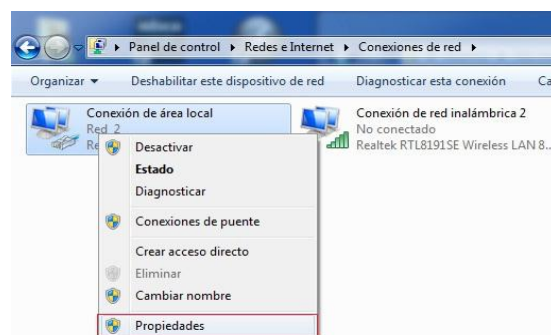 Panel de control ▸ Redes e Internet ▸ Conexiones de red ▸
Organizar Deshabilitar este dispositivo de red Diagnosticar esta conexión
Conexión de área local
Red 2
Conexión de red inalámbrica 2
No conectado
Realtek RTL8191SE Wireless LAN 8...
Desactivar
Estado
Diagnosticar
Conexiones de puente
Crear acceso directo
Eliminar
Cambiar nombre
Propiedades